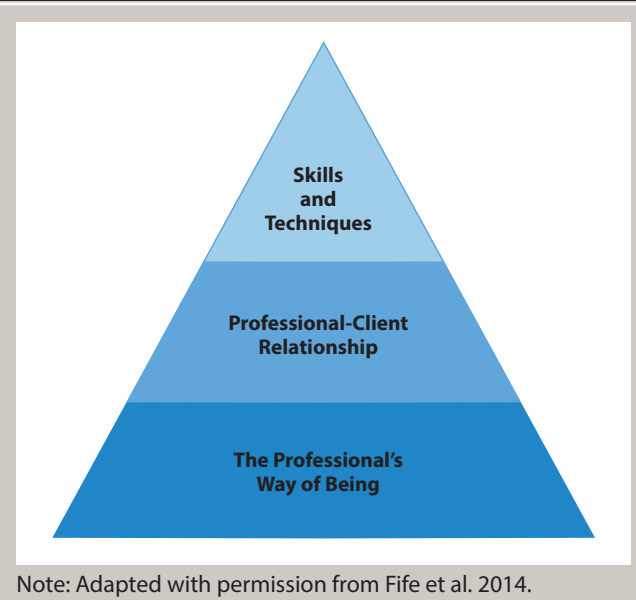 Skills
and
Techniques
Professional-Client
Relationship
The Professional’s
Way of Being
Note: Adapted with permission from Fife et al. 2014.